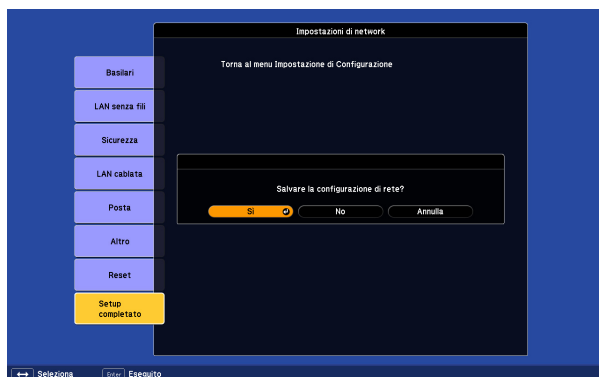 Impostazioni di network
Torna al menu Impostazione di Configurazione
Basilari
LAN senza fili
Sicurezza
LAN cablata
Posta
Altro
Reset
Setup
completato
Salvare la configurazione di rete?
Sì No Annulla
Seleziona Enter Eseguito